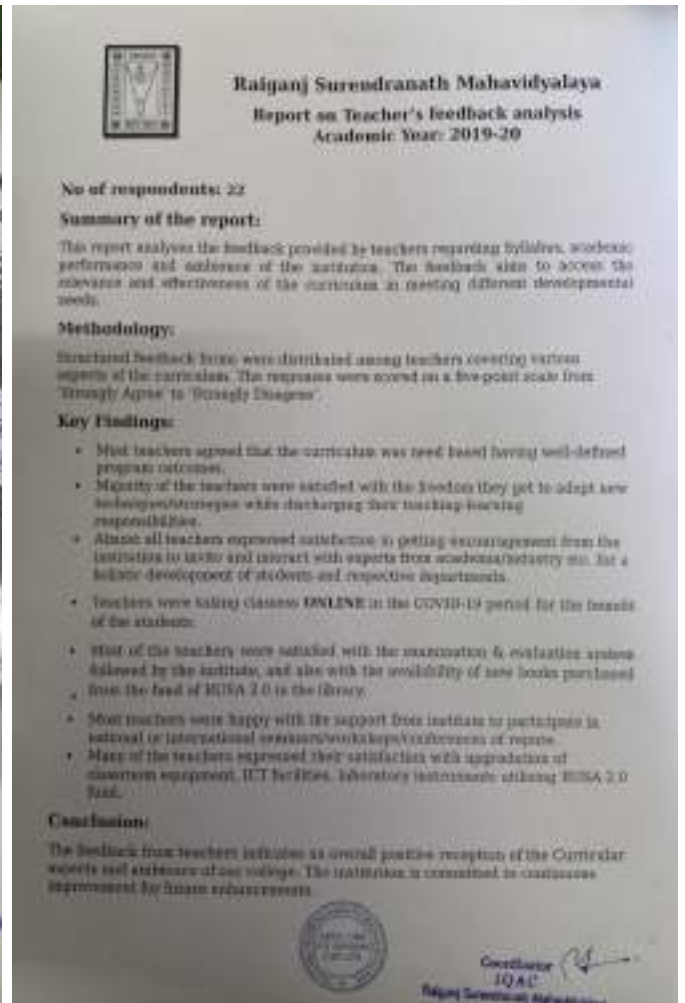 Raiganj Surendranath Mahavidyalaya
Report on Teacher's feedback analysis
Academic Year: 2019-20
No of respondents: 22
Summary of the report:
This report analyses the feedback provided by teachers regarding Syllabus, academic
performance and ambience of the institution. The feedback aims to access the
relevance and effectiveness of the curriculum in meeting different developmental
needs.
Methodology:
Structured feedback forms were distributed among teachers covering various
aspects of the curriculum. The responses were scored on a five-point scale from
'Strongly Agree' to 'Strongly Disagree'.
Key Findings:
• Most teachers agreed that the curriculum was need based having well-defined
program outcomes.
• Majority of the teachers were satisfied with the freedom they get to adopt new
techniques/strategies while discharging their teaching-learning
responsibilities.
• Almost all teachers expressed satisfaction in getting encouragement from the
institution to invite and interact with experts from academia/industry etc. for a
holistic development of students and respective departments.
• Teachers were taking classess ONLINE in the COVID-19 period for the benefit
of the students.
• Most of the teachers were satisfied with the examination & evaluation system
followed by the institute, and also with the availability of new books purchased
from the fund of RUSA 2.0 in the library.
• Most teachers were happy with the support from institute to participate in
national or international seminars/workshops/conferences of repute.
• Many of the teachers expressed their satisfaction with upgradation of
classroom equipment, ICT facilities, laboratory instruments utilising RUSA 2.0
fund.
Conclusion:
The feedback from teachers indicates an overall positive reception of the Curricular
aspects and ambience of our college. The institution is committed to continuous
improvement for future enhancements.
Coordinator
IQAC
Raiganj Surendranath Mahavidyalaya